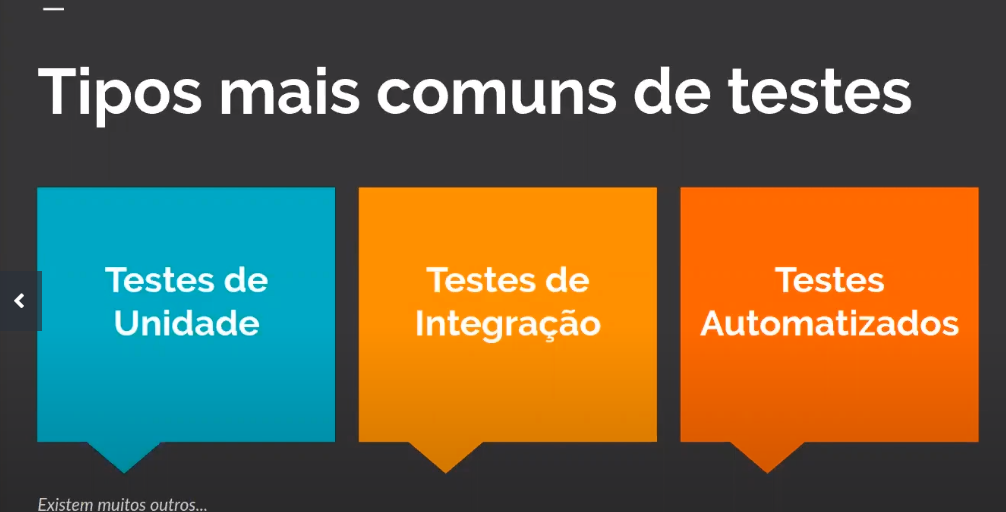 Tipos mais comuns de testes
Testes de
Unidade
Testes de
Integração
Testes
Automatizados
Existem muitos outros...